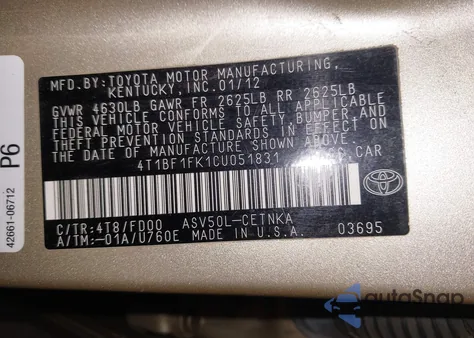 MFD.BY:TOYOTA MOTOR MANUFACTURING,
KENTUCKY,INC.01/12
GVWR 4630LB GAWR FR 2625LB RR 2625LB
THIS VEHICLE CONFORMS TO ALL APPLICABLE
FEDERAL MOTOR VEHICLE SAFETY, BUMPER, AND
THEFT PREVENTION STANDARDS IN EFFECT ON
THE DATE OF MANUFACTURE SHOWN ABOVE.
4T1BF1FK1CU051831 CAR
C/TR:4T8/FD00 ASV50L-CETNKA
A/TM:-01A/U760E MADE IN U.S.A. 03695
P6
42661-06712
autoSnap